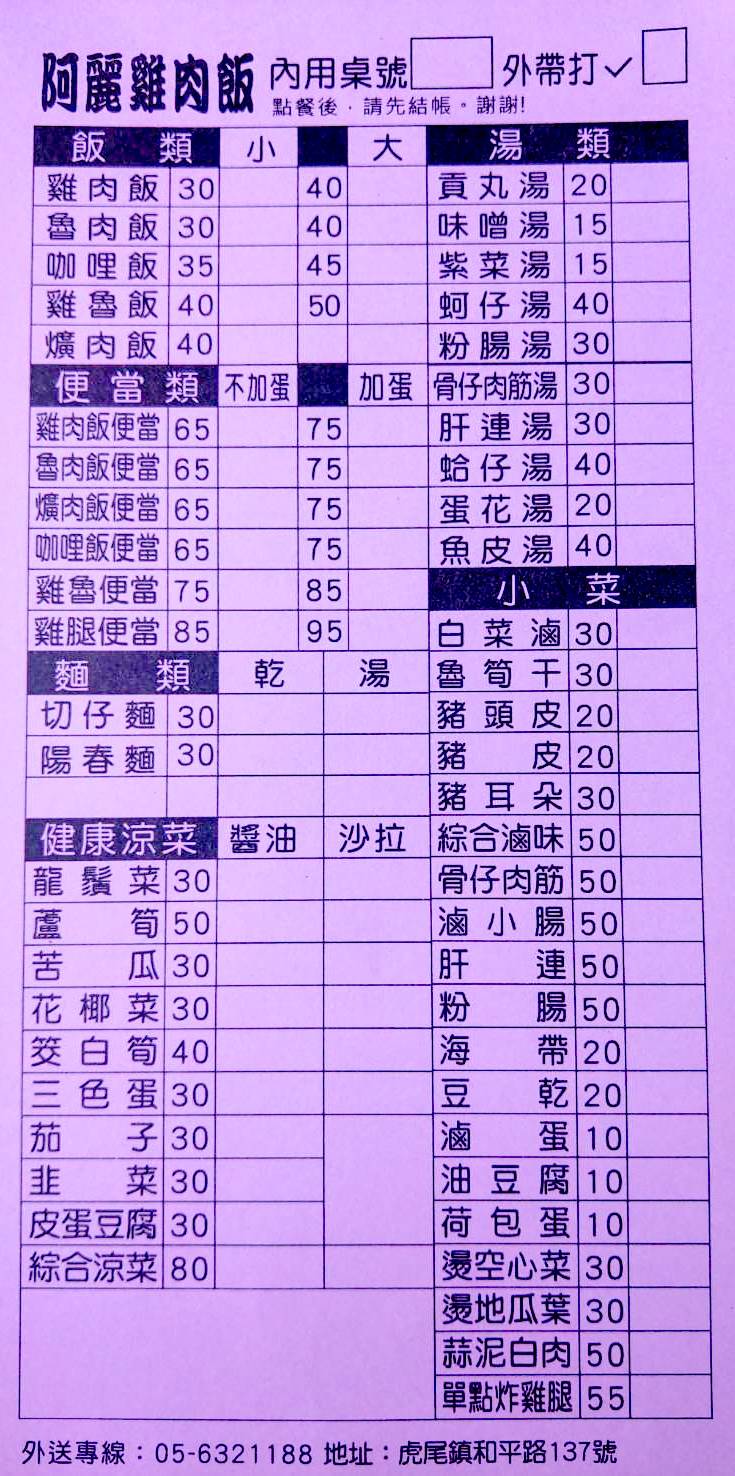 阿麗雞肉飯 內用桌號 外帶打✓
點餐後，請先結帳。謝謝!
飯類 小 大
雞肉飯 30 40
魯肉飯 30 40
咖哩飯 35 45
雞魯飯 40 50
爌肉飯 40
便當類 不加蛋 加蛋
雞肉飯便當 65 75
魯肉飯便當 65 75
爌肉飯便當 65 75
咖哩飯便當 65 75
雞魯便當 75 85
雞腿便當 85 95
麵類 乾 湯
切仔麵 30
陽春麵 30
健康涼菜 醬油 沙拉
龍鬚菜 30
蘆筍 50
苦瓜 30
花椰菜 30
筊白筍 40
三色蛋 30
茄子 30
韭菜 30
皮蛋豆腐 30
綜合涼菜 80
湯類
貢丸湯 20
味噌湯 15
紫菜湯 15
蚵仔湯 40
粉腸湯 30
骨仔肉筋湯 30
肝連湯 30
蛤仔湯 40
蛋花湯 20
魚皮湯 40
小菜
白菜滷 30
魯筍干 30
豬頭皮 20
豬皮 20
豬耳朵 30
綜合滷味 50
骨仔肉筋 50
滷小腸 50
肝連 50
粉腸 50
海帶 20
豆乾 20
滷蛋 10
油豆腐 10
荷包蛋 10
燙空心菜 30
燙地瓜葉 30
蒜泥白肉 50
單點炸雞腿 55
外送專線：05-6321188 地址：虎尾鎮和平路137號